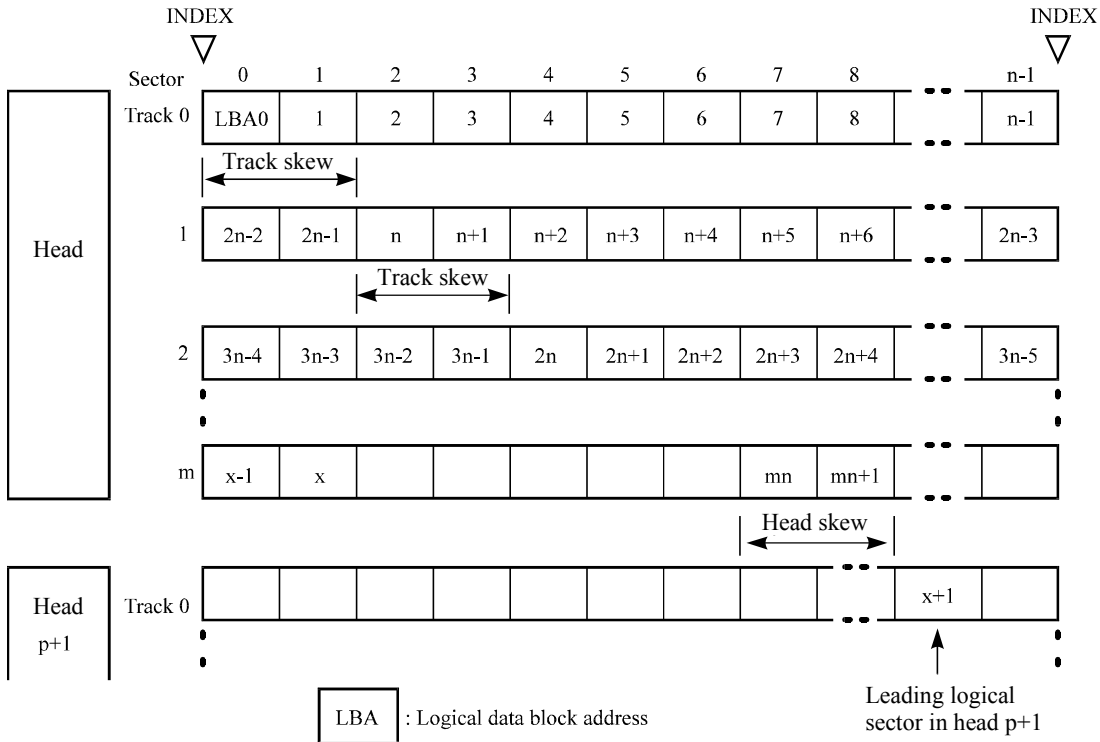 INDEX INDEX
Sector 0 1 2 3 4 5 6 7 8 n-1
Track 0 LBA0 1 2 3 4 5 6 7 8 n-1
Track skew
Head 1 2n-2 2n-1 n n+1 n+2 n+3 n+4 n+5 n+6 2n-3
Track skew
2 3n-4 3n-3 3n-2 3n-1 2n 2n+1 2n+2 2n+3 2n+4 3n-5
m x-1 x mn mn+1
Head skew
Head p+1 Track 0 x+1
LBA : Logical data block address
Leading logical
sector in head p+1